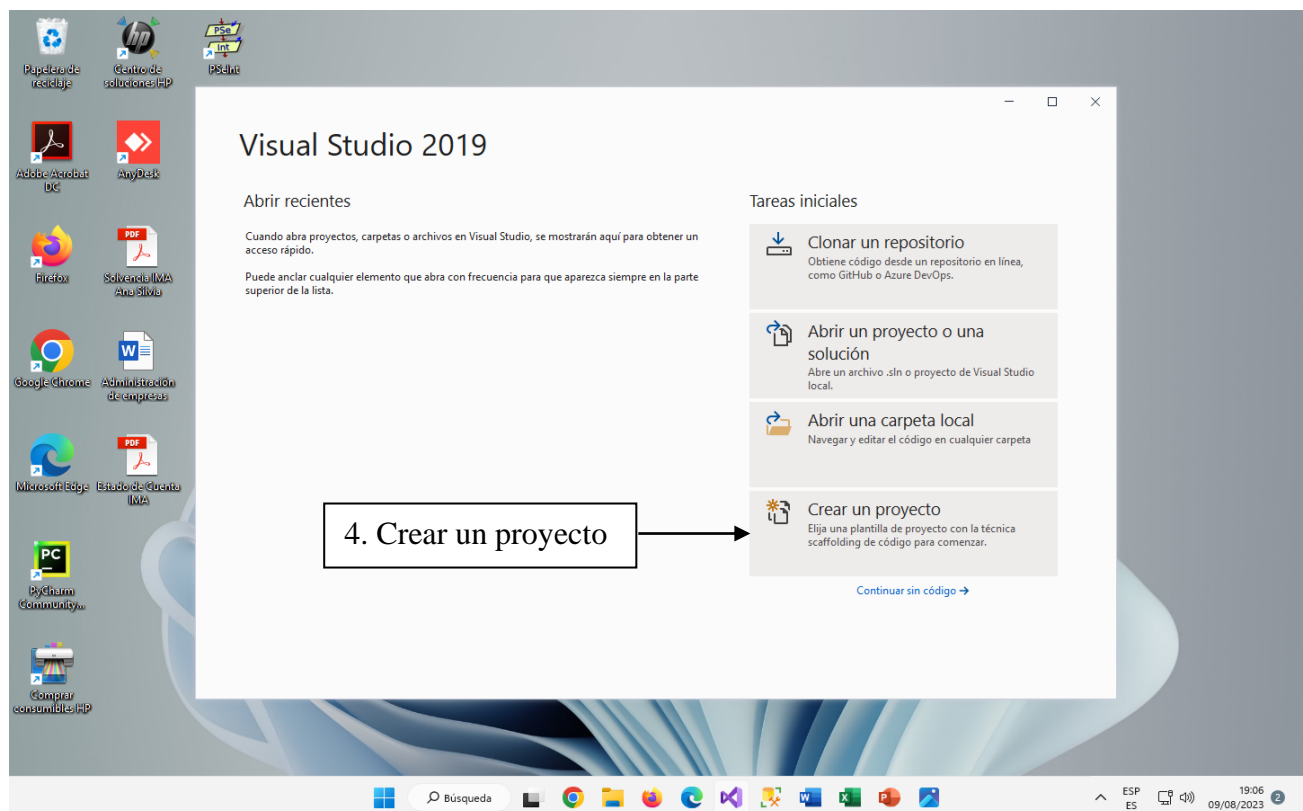 Papelera de
reciclaje
Centro de
soluciones HP
PSe
Int
PSeInt
Adobe Acrobat
DC
AnyDesk
Firefox
PDF
Solvencia IMA
Ana Silvia
Google Chrome
W
Administración
de empresas
Microsoft Edge
PDF
Estado de Cuenta
IMA
PC
PyCharm
Community...
Comprar
consumibles HP
Visual Studio 2019
Abrir recientes
Cuando abra proyectos, carpetas o archivos en Visual Studio, se mostrarán aquí para obtener un
acceso rápido.
Puede anclar cualquier elemento que abra con frecuencia para que aparezca siempre en la parte
superior de la lista.
Tareas iniciales
Clonar un repositorio
Obtiene código desde un repositorio en línea,
como GitHub o Azure DevOps.
Abrir un proyecto o una
solución
Abre un archivo .sln o proyecto de Visual Studio
local.
Abrir una carpeta local
Navegar y editar el código en cualquier carpeta
4. Crear un proyecto
Crear un proyecto
Elija una plantilla de proyecto con la técnica
scaffolding de código para comenzar.
Continuar sin código →
Búsqueda
ESP
ES
19:06
09/08/2023
2